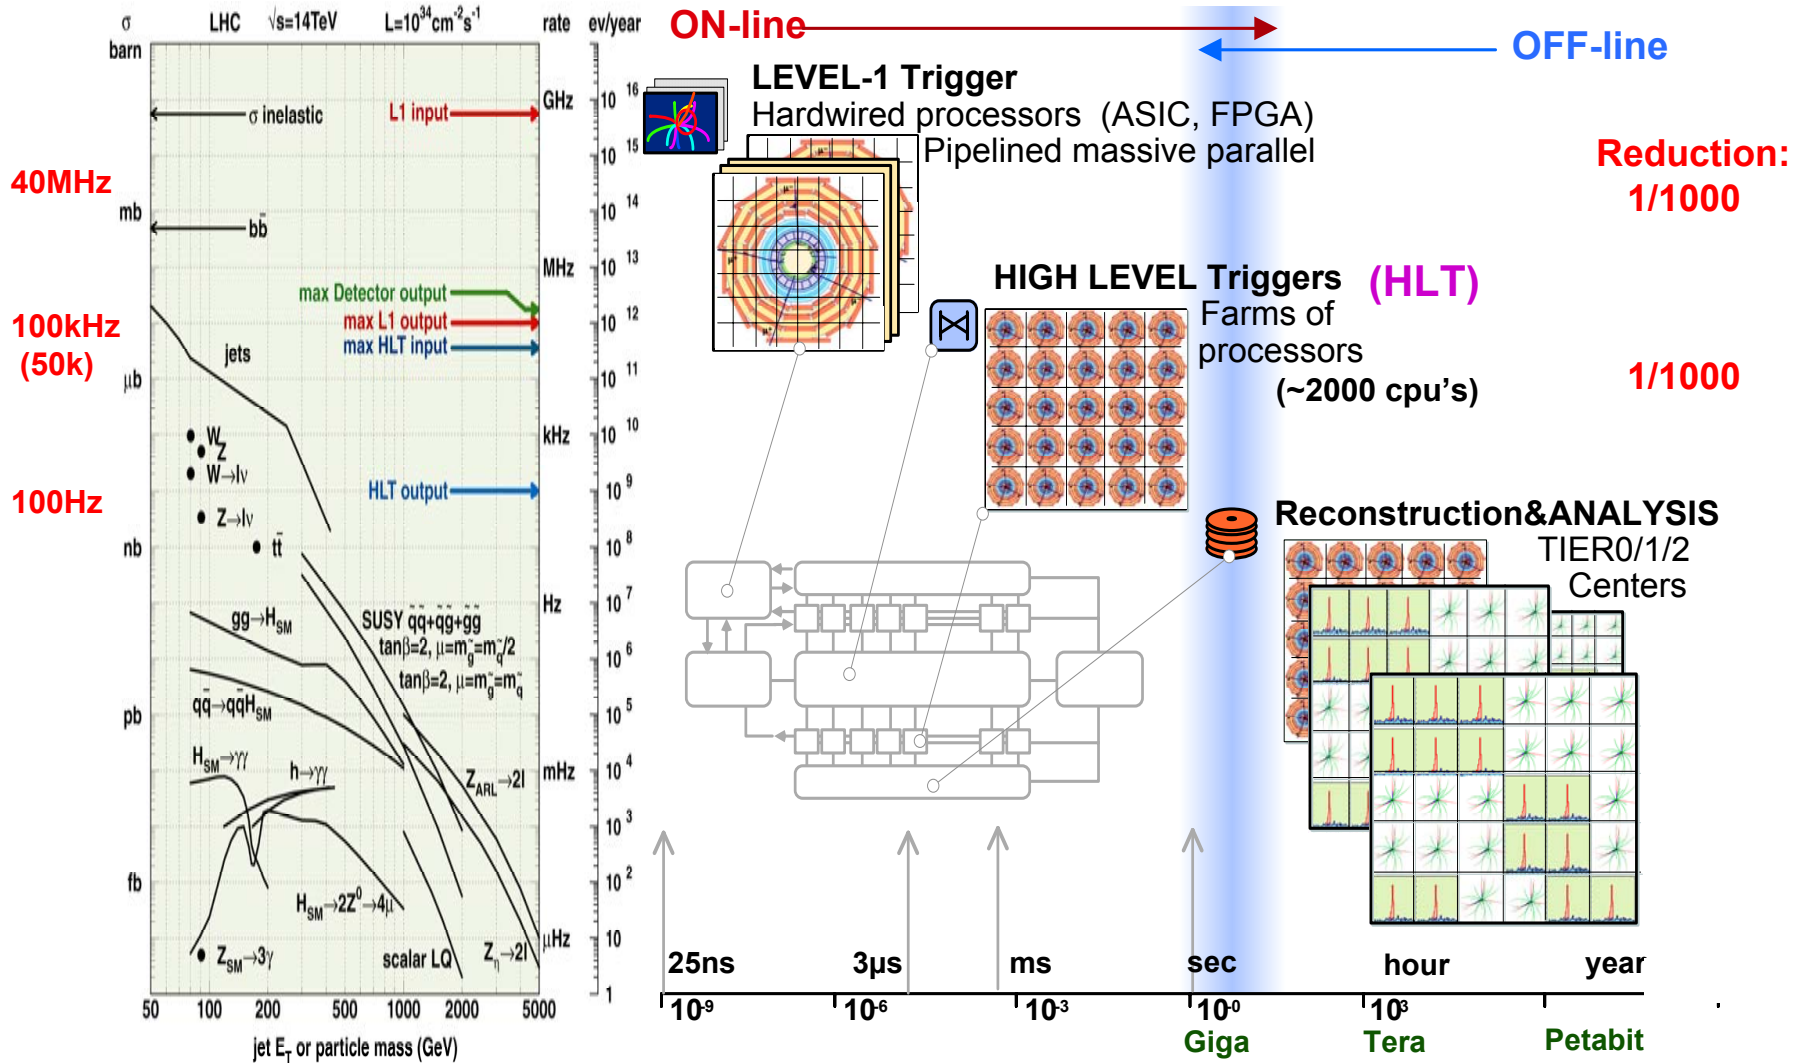 σ LHC √s=14TeV L=10³⁴cm⁻²s⁻¹ rate ev/year
barn
GHz
σ inelastic
L1 input
mb
bb̄
MHz
max Detector output
max L1 output
max HLT input
jets
μb
W
Z
kHz
W→lν
HLT output
Z→lν
tt̄
nb
Hz
gg→H_SM
SUSY q̃q̃+q̃g̃+g̃g̃
tanβ=2, μ=m_g̃=m_q̃/2
tanβ=2, μ=m_g̃=m_q̃
qq̄→qq̄H_SM
pb
H_SM→γγ
h→γγ
mHz
Z_ARL→2l
fb
H_SM→2Z⁰→4μ
μHz
Z_SM→3γ
scalar LQ
Z_η→2l
50 100 200 500 1000 2000 5000
jet E_T or particle mass (GeV)
10¹⁶
10¹⁵
10¹⁴
10¹³
10¹²
10¹¹
10¹⁰
10⁹
10⁸
10⁷
10⁶
10⁵
10⁴
10³
10²
10
1
40MHz
100kHz
(50k)
100Hz
ON-line
OFF-line
LEVEL-1 Trigger
Hardwired processors (ASIC, FPGA)
Pipelined massive parallel
Reduction:
1/1000
HIGH LEVEL Triggers (HLT)
Farms of
processors
(~2000 cpu's)
1/1000
Reconstruction&ANALYSIS
TIER0/1/2
Centers
25ns 3µs ms sec hour year
10⁻⁹ 10⁻⁶ 10⁻³ 10⁻⁰ 10³
Giga Tera Petabit